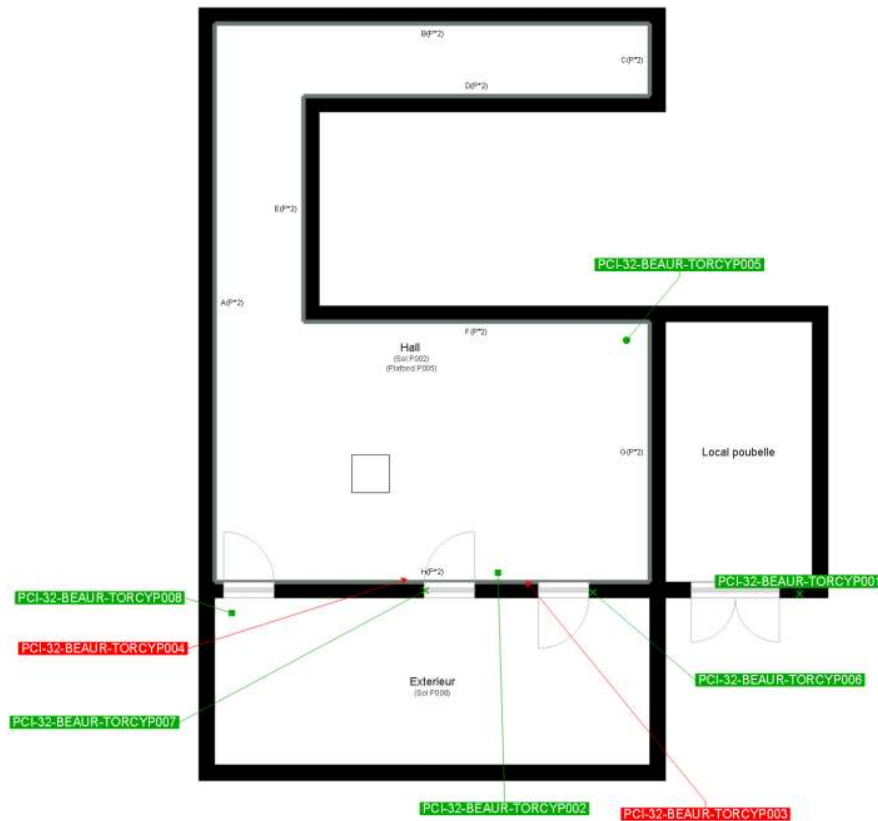 B(P*2)
C(P*2)
D(P*2)
E(P*2)
PCI-32-BEAUR-TORCYP005
A(P*2)
F(P*2)
Hall
(Sol P002)
(Plafond P005)
G(P*2)
Local poubelle
H(P*2)
PCI-32-BEAUR-TORCYP001
PCI-32-BEAUR-TORCYP008
PCI-32-BEAUR-TORCYP004
Exterieur
(Sol P008)
PCI-32-BEAUR-TORCYP006
PCI-32-BEAUR-TORCYP007
PCI-32-BEAUR-TORCYP002
PCI-32-BEAUR-TORCYP003